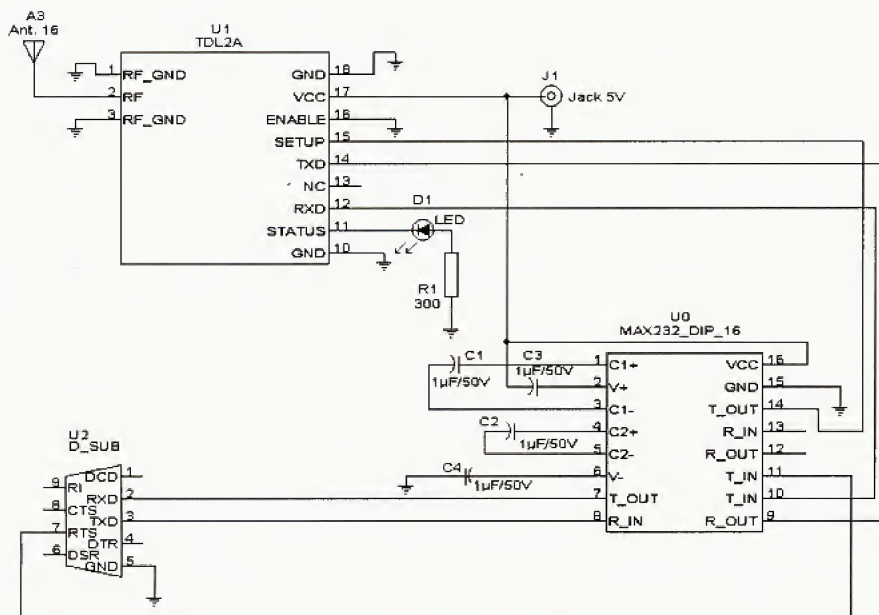 A3
Ant. 16
U1
TDL2A
1 RF_GND
2 RF
3 RF_GND
GND 18
VCC 17
ENABLE 16
SETUP 15
TXD 14
NC 13
RXD 12
STATUS 11
GND 10
J1
Jack 5V
D1
LED
R1
300
U0
MAX232_DIP_16
C1
1µF/50V
C3
1µF/50V
C2
1µF/50V
C4
1µF/50V
1 C1+
2 V+
3 C1-
4 C2+
5 C2-
6 V-
7 T_OUT
8 R_IN
VCC 16
GND 15
T_OUT 14
R_IN 13
R_OUT 12
T_IN 11
T_IN 10
R_OUT 9
U2
D_SUB
DCD 1
9 RI
RXD 2
8 CTS
TXD 3
7 RTS
DTR 4
6 DSR
GND 5